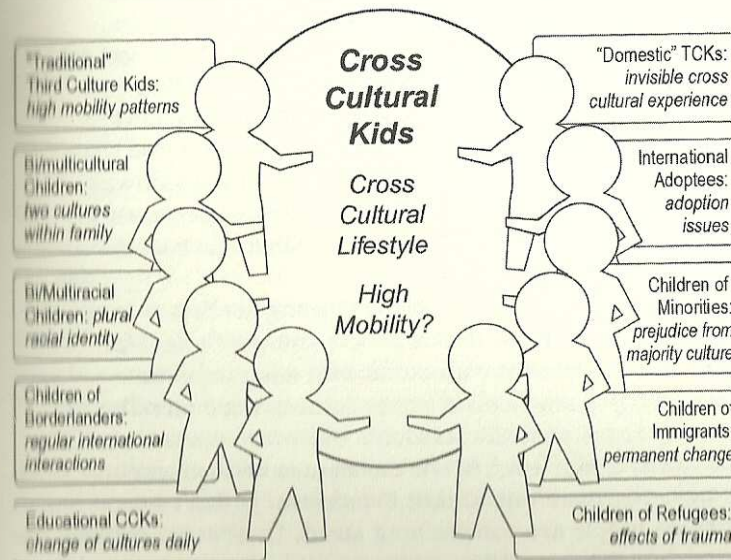 "Traditional"
Third Culture Kids:
high mobility patterns
Bi/multicultural
Children:
two cultures
within family
Bi/Multiracial
Children: plural
racial identity
Children of
Borderlanders:
regular international
interactions
Educational CCKs:
change of cultures daily
Cross
Cultural
Kids
Cross
Cultural
Lifestyle
High
Mobility?
"Domestic" TCKs:
invisible cross
cultural experience
International
Adoptees:
adoption
issues
Children of
Minorities:
prejudice from
majority culture
Children of
Immigrants
permanent change
Children of Refugees:
effects of trauma